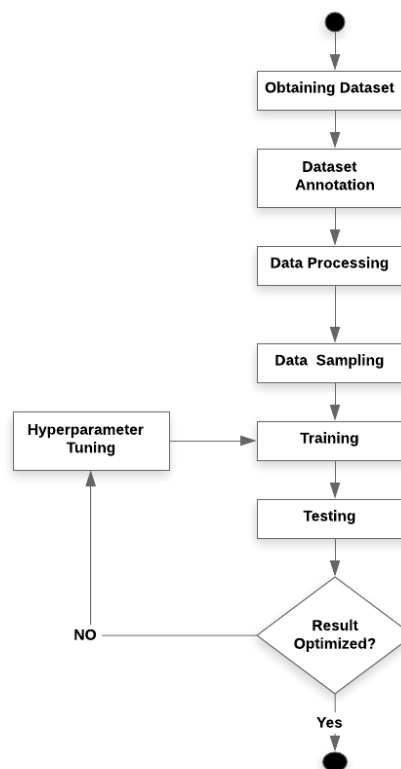 Obtaining Dataset
Dataset
Annotation
Data Processing
Data Sampling
Hyperparameter
Tuning
Training
Testing
Result
Optimized?
NO
Yes